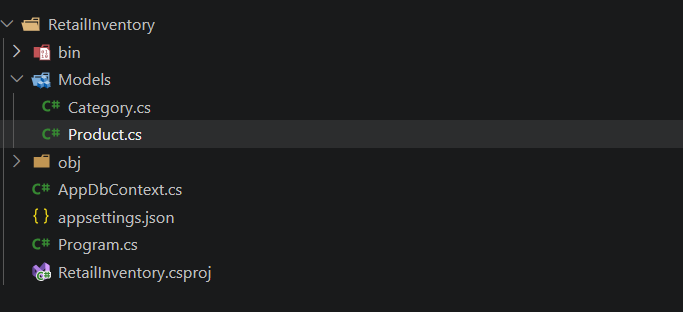 RetailInventory
bin
Models
C# Category.cs
C# Product.cs
obj
C# AppDbContext.cs
{ } appsettings.json
C# Program.cs
RetailInventory.csproj